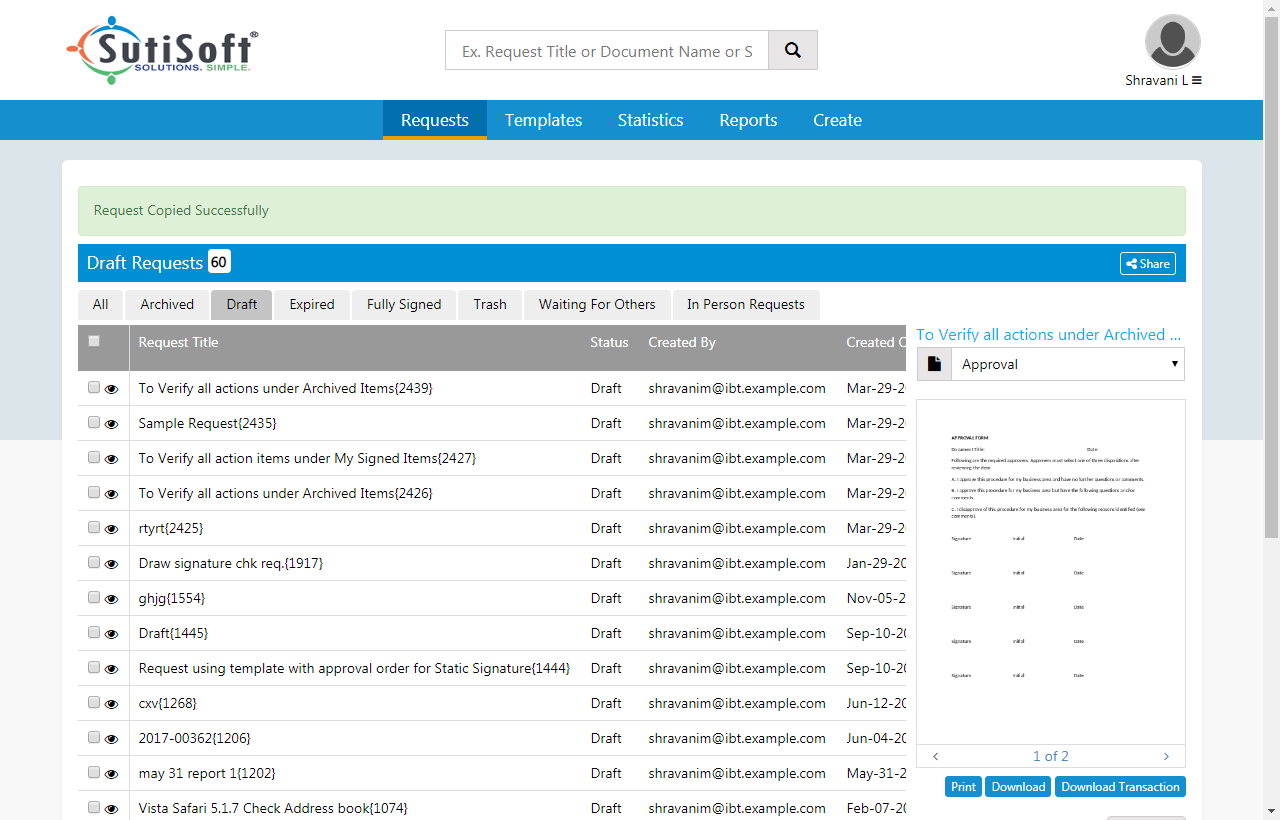 SutiSoft®
SOLUTIONS. SIMPLE.
Ex. Request Title or Document Name or S
Shravani L
Requests Templates Statistics Reports Create
Request Copied Successfully
Draft Requests 60
Share
All Archived Draft Expired Fully Signed Trash Waiting For Others In Person Requests
Request Title Status Created By Created O
To Verify all actions under Archived Items{2439} Draft shravanim@ibt.example.com Mar-29-20
Sample Request{2435} Draft shravanim@ibt.example.com Mar-29-20
To Verify all action items under My Signed Items{2427} Draft shravanim@ibt.example.com Mar-29-20
To Verify all actions under Archived Items{2426} Draft shravanim@ibt.example.com Mar-29-20
rtyrt{2425} Draft shravanim@ibt.example.com Mar-29-20
Draw signature chk req.{1917} Draft shravanim@ibt.example.com Jan-29-20
ghjg{1554} Draft shravanim@ibt.example.com Nov-05-2
Draft{1445} Draft shravanim@ibt.example.com Sep-10-20
Request using template with approval order for Static Signature{1444} Draft shravanim@ibt.example.com Sep-10-20
cxv{1268} Draft shravanim@ibt.example.com Jun-12-20
2017-00362{1206} Draft shravanim@ibt.example.com Jun-04-20
may 31 report 1{1202} Draft shravanim@ibt.example.com May-31-2
Vista Safari 5.1.7 Check Address book{1074} Draft shravanim@ibt.example.com Feb-07-20
To Verify all actions under Archived ...
Approval
APPROVAL FORM
Document Title: Date:
Following are the required approvers. Approvers must select one of three dispositions after
reviewing the item:
A. I approve this procedure for my business area and have no further questions or comments.
B. I approve this procedure for my business area but have the following questions and/or
comments.
C. I disapprove of this procedure for my business area for the following reasons identified (see
comments).
Signature Initial Date
Signature Initial Date
Signature Initial Date
Signature Initial Date
Signature Initial Date
1 of 2
Print Download Download Transaction